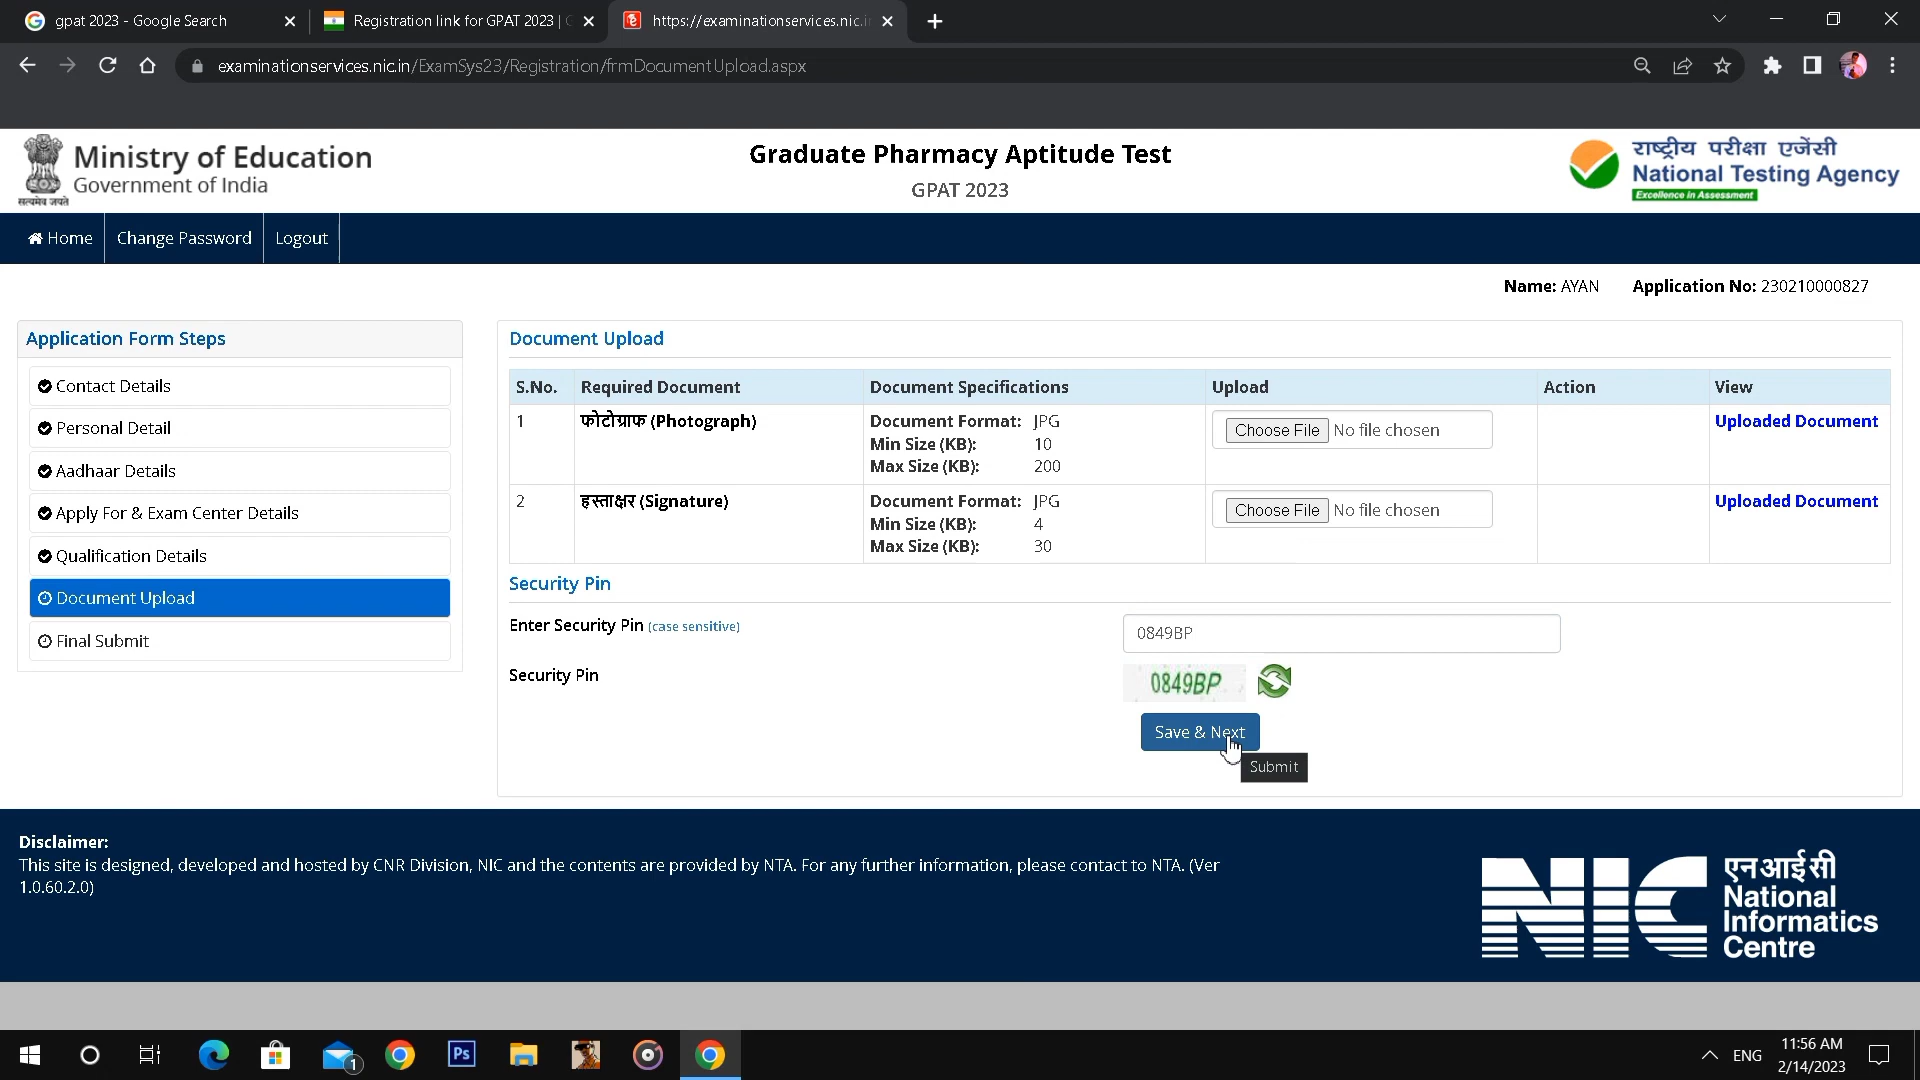 gpat 2023 - Google Search
Registration link for GPAT 2023 |
https://examinationservices.nic.i
examinationservices.nic.in/ExamSys23/Registration/frmDocumentUpload.aspx
सत्यमेव जयते
Ministry of Education
Government of India
Graduate Pharmacy Aptitude Test
GPAT 2023
राष्ट्रीय परीक्षा एजेंसी
National Testing Agency
Excellence in Assessment
Home Change Password Logout
Name: AYAN Application No: 230210000827
Application Form Steps
Contact Details
Personal Detail
Aadhaar Details
Apply For & Exam Center Details
Qualification Details
Document Upload
Final Submit
Document Upload
S.No. Required Document Document Specifications Upload Action View
1 फोटोग्राफ (Photograph) Document Format: JPG Choose File No file chosen Uploaded Document
Min Size (KB): 10
Max Size (KB): 200
2 हस्ताक्षर (Signature) Document Format: JPG Choose File No file chosen Uploaded Document
Min Size (KB): 4
Max Size (KB): 30
Security Pin
Enter Security Pin (case sensitive) 0849BP
Security Pin 0849BP
Save & Next
Submit
Disclaimer:
This site is designed, developed and hosted by CNR Division, NIC and the contents are provided by NTA. For any further information, please contact to NTA. (Ver
1.0.60.2.0)
NIC
एनआईसी
National
Informatics
Centre
Ps
1
ENG
11:56 AM
2/14/2023